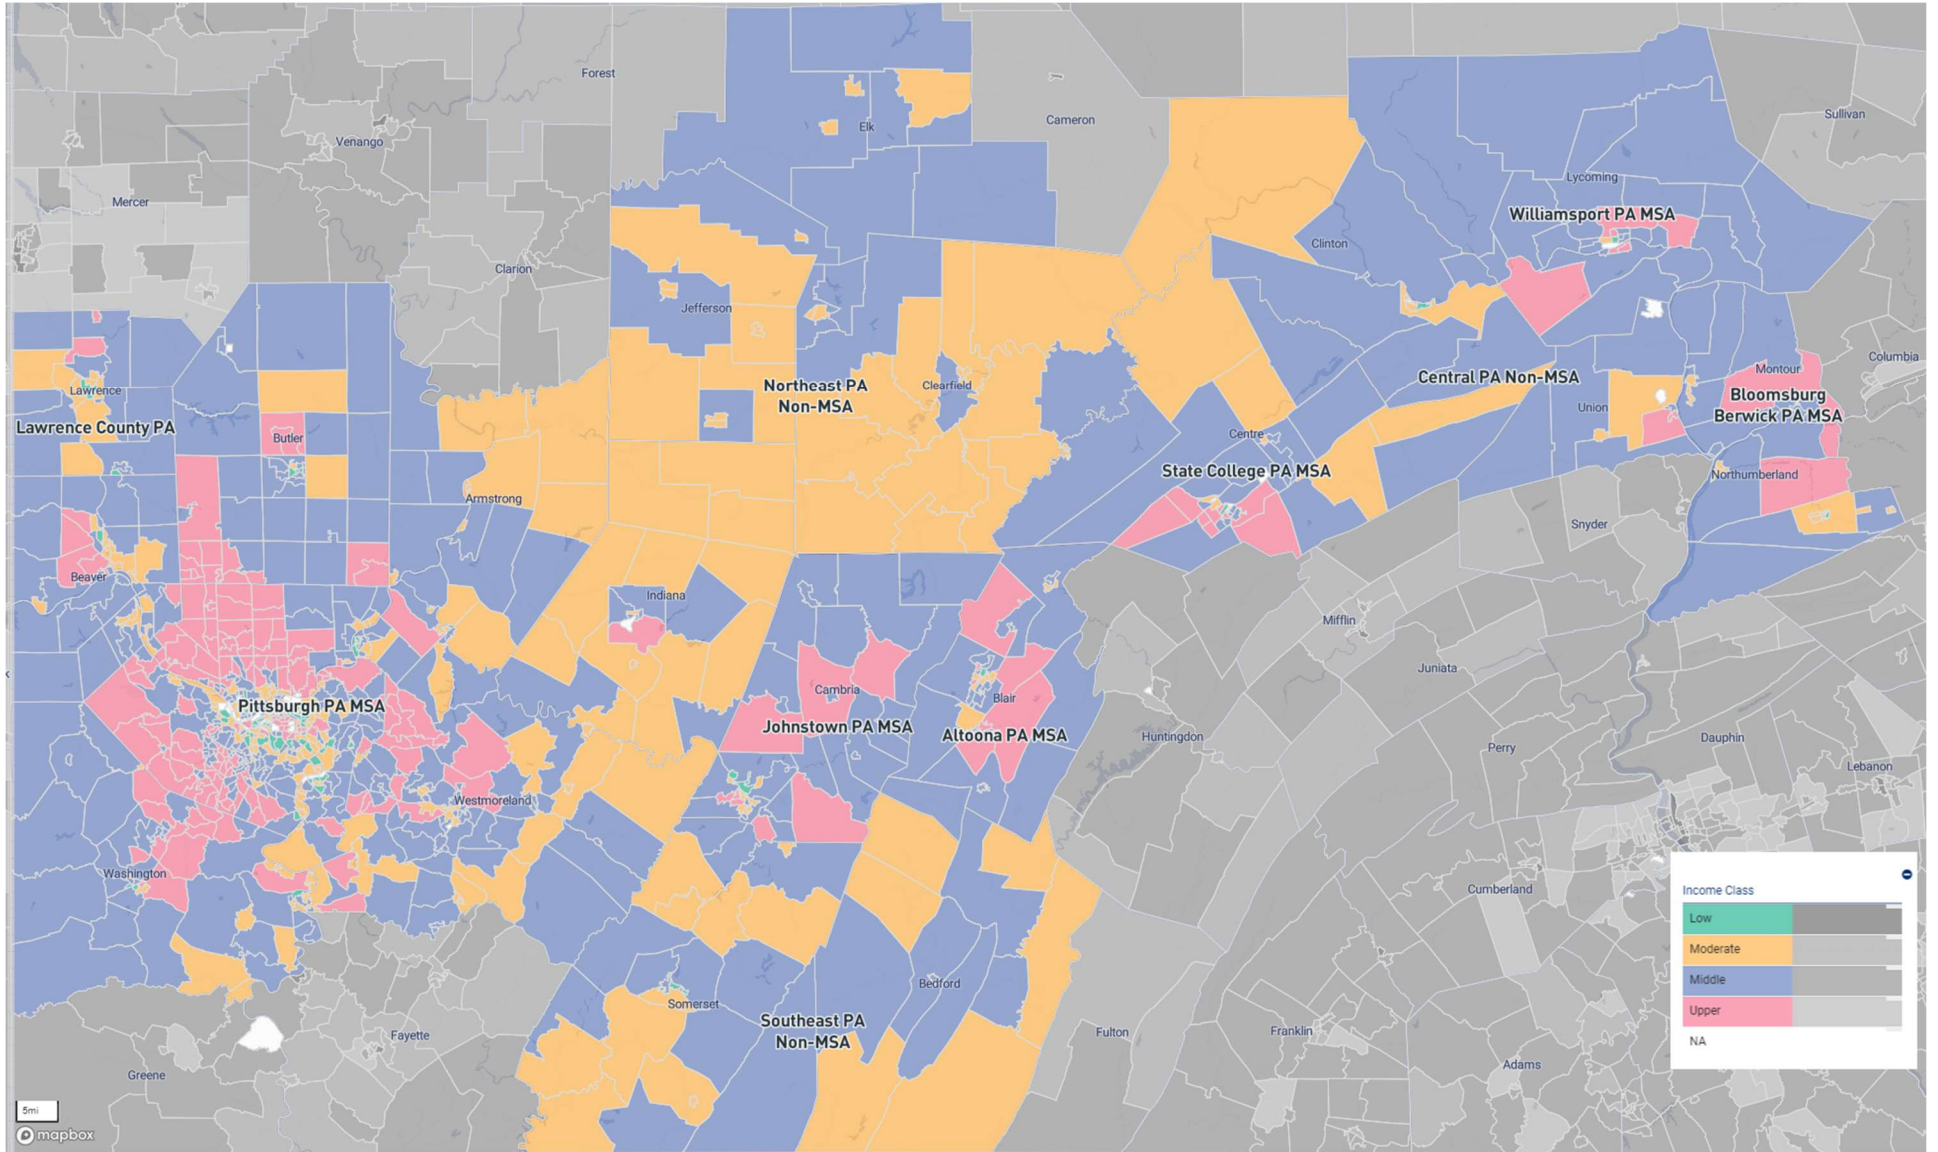 Forest
Venango
Elk
Cameron
Sullivan
Mercer
Lycoming
Williamsport PA MSA
Clinton
Clarion
Jefferson
Columbia
Montour
Lawrence
Northeast PA
Non-MSA
Clearfield
Central PA Non-MSA
Bloomsburg
Berwick PA MSA
Union
Lawrence County PA
Butler
Centre
State College PA MSA
Northumberland
Armstrong
Snyder
Beaver
Indiana
Mifflin
Juniata
Cambria
Blair
Pittsburgh PA MSA
Johnstown PA MSA
Altoona PA MSA
Huntingdon
Perry
Dauphin
Lebanon
Westmoreland
Washington
Cumberland
Income Class
Low
Moderate
Middle
Upper
NA
Bedford
Somerset
Southeast PA
Non-MSA
Fayette
Fulton
Franklin
Adams
Greene
5mi
mapbox